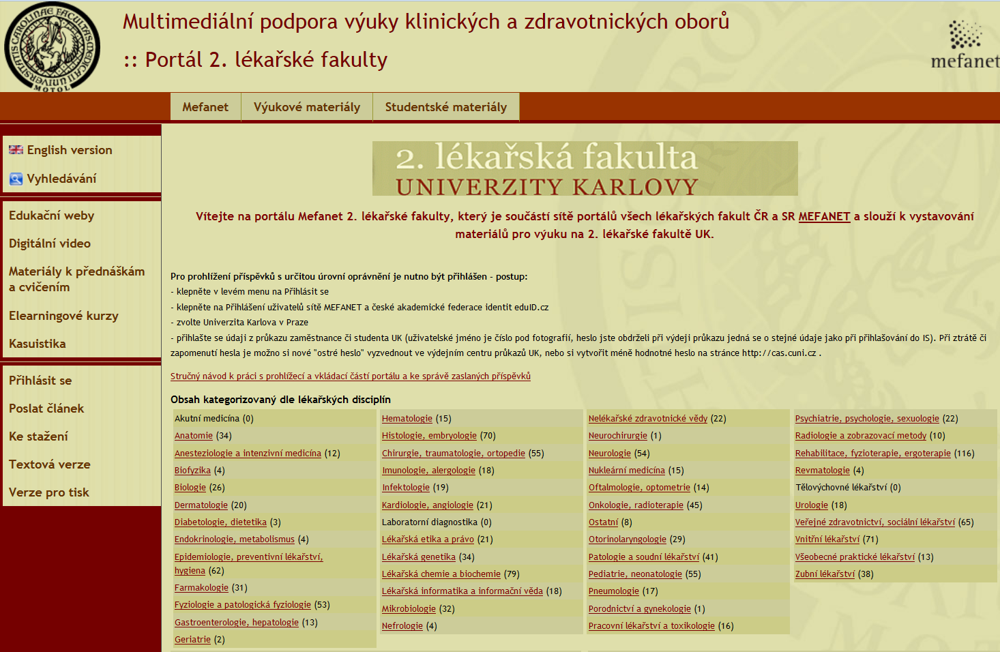 Multimediální podpora výuky klinických a zdravotnických oborů
:: Portál 2. lékařské fakulty
MOTOL
mefanet
Mefanet
Výukové materiály
Studentské materiály
English version
Vyhledávání
Edukační weby
Digitální video
Materiály k přednáškám
a cvičením
Elearningové kurzy
Kasuistika
Přihlásit se
Poslat článek
Ke stažení
Textová verze
Verze pro tisk
2. lékařská fakulta
UNIVERZITY KARLOVY
Vítejte na portálu Mefanet 2. lékařské fakulty, který je součástí sítě portálů všech lékařských fakult ČR a SR MEFANET a slouží k vystavování
materiálů pro výuku na 2. lékařské fakultě UK.
Pro prohlížení příspěvků s určitou úrovní oprávnění je nutno být přihlášen - postup:
- klepněte v levém menu na Přihlásit se
- klepněte na Přihlášení uživatelů sítě MEFANET a české akademické federace identit eduID.cz
- zvolte Univerzita Karlova v Praze
- přihlašte se údaji z průkazu zaměstnance či studenta UK (uživatelské jméno je číslo pod fotografií, heslo jste obdrželi při výdeji průkazu jedná se o stejné údaje jako při přihlašování do IS). Při ztrátě či
zapomenutí hesla je možno si nové "ostré heslo" vyzvednout ve výdejním centru průkazů UK, nebo si vytvořit méně hodnotné heslo na stránce http://cas.cuni.cz .
Stručný návod k práci s prohlížecí a vkládací částí portálu a ke správě zaslaných příspěvků
Obsah kategorizovaný dle lékařských disciplín
Akutní medicína (0)
Anatomie (34)
Anesteziologie a intenzivní medicína (12)
Biofyzika (4)
Biologie (26)
Dermatologie (20)
Diabetologie, dietetika (3)
Endokrinologie, metabolismus (4)
Epidemiologie, preventivní lékařství,
hygiena (62)
Farmakologie (31)
Fyziologie a patologická fyziologie (53)
Gastroenterologie, hepatologie (13)
Geriatrie (2)
Hematologie (15)
Histologie, embryologie (70)
Chirurgie, traumatologie, ortopedie (55)
Imunologie, alergologie (18)
Infektologie (19)
Kardiologie, angiologie (21)
Laboratorní diagnostika (0)
Lékařská etika a právo (21)
Lékařská genetika (34)
Lékařská chemie a biochemie (79)
Lékařská informatika a informační věda (18)
Mikrobiologie (32)
Nefrologie (4)
Nelékařské zdravotnické vědy (22)
Neurochirurgie (1)
Neurologie (54)
Nukleární medicína (15)
Oftalmologie, optometrie (14)
Onkologie, radioterapie (45)
Ostatní (8)
Otorinolaryngologie (29)
Patologie a soudní lékařství (41)
Pediatrie, neonatologie (55)
Pneumologie (17)
Porodnictví a gynekologie (1)
Pracovní lékařství a toxikologie (16)
Psychiatrie, psychologie, sexuologie (22)
Radiologie a zobrazovací metody (10)
Rehabilitace, fyzioterapie, ergoterapie (116)
Revmatologie (4)
Tělovýchovné lékařství (0)
Urologie (18)
Veřejné zdravotnictví, sociální lékařství (65)
Vnitřní lékařství (71)
Všeobecné praktické lékařství (13)
Zubní lékařství (38)